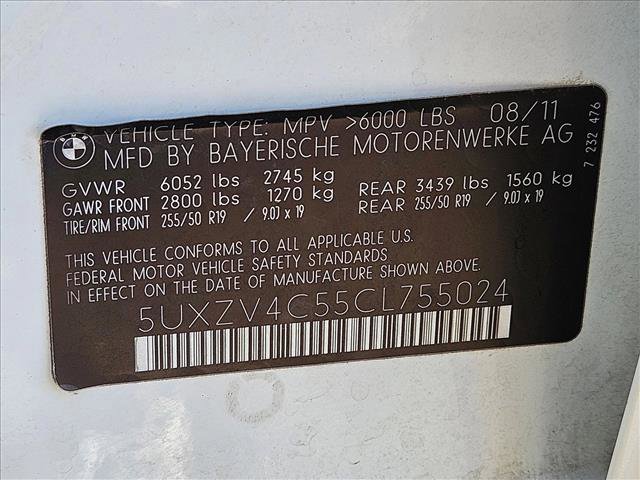 BMW
VEHICLE TYPE: MPV >6000 LBS 08/11
MFD BY BAYERISCHE MOTORENWERKE AG
GVWR 6052 lbs 2745 kg
GAWR FRONT 2800 lbs 1270 kg REAR 3439 lbs 1560 kg
TIRE/RIM FRONT 255/50 R19 / 9.0J x 19 REAR 255/50 R19 / 9.0J x 19
THIS VEHICLE CONFORMS TO ALL APPLICABLE U.S.
FEDERAL MOTOR VEHICLE SAFETY STANDARDS
IN EFFECT ON THE DATE OF MANUFACTURE SHOWN ABOVE.
5UXZV4C55CL755024
7 232 476